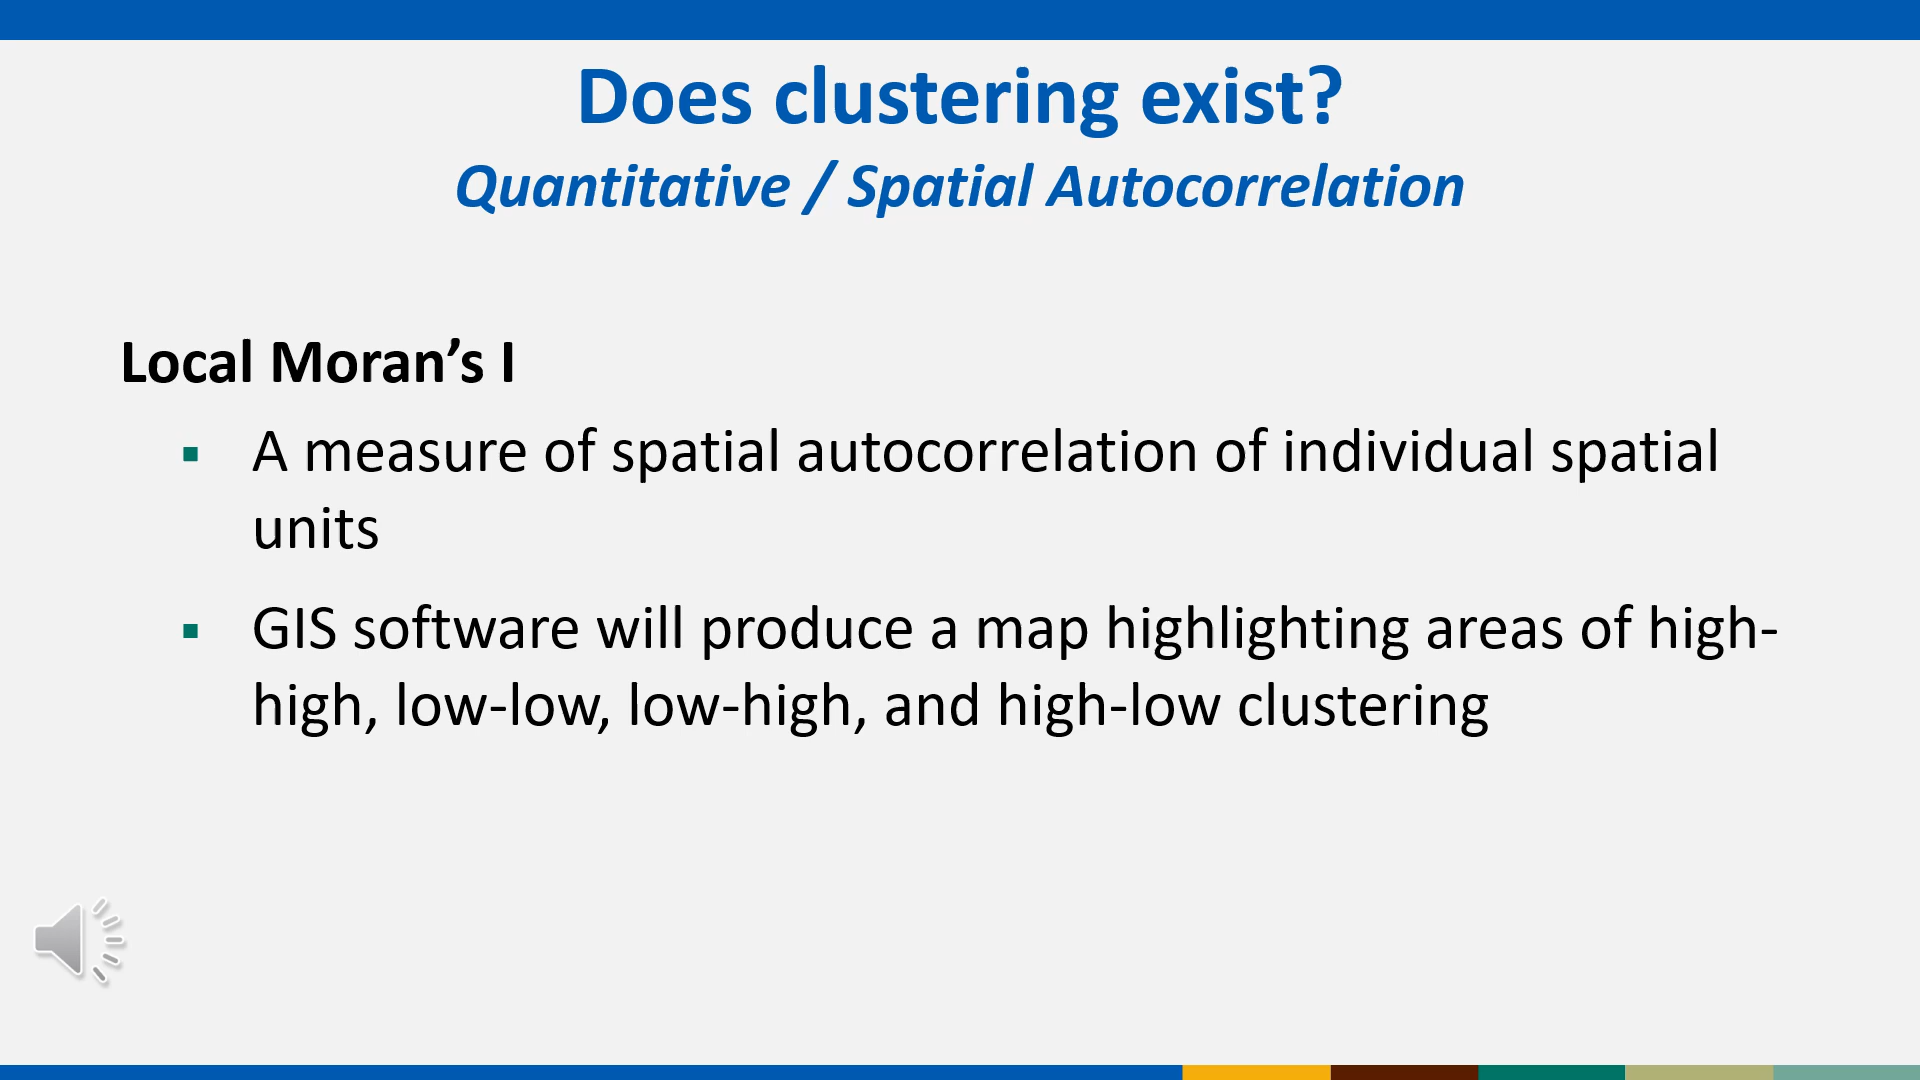 Does clustering exist?
Quantitative / Spatial Autocorrelation
Local Moran’s I
▪ A measure of spatial autocorrelation of individual spatial
units
▪ GIS software will produce a map highlighting areas of high-
high, low-low, low-high, and high-low clustering